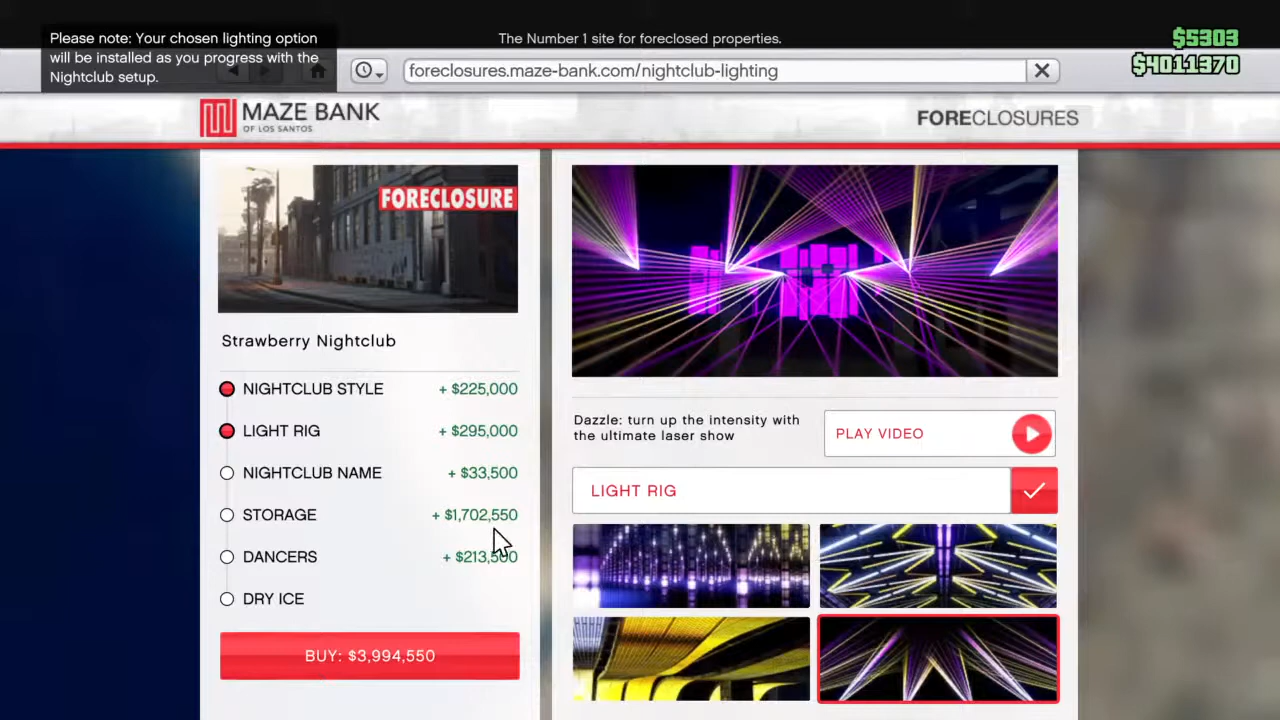 Please note: Your chosen lighting option
will be installed as you progress with the
Nightclub setup.
The Number 1 site for foreclosed properties.
$5303
$4011370
foreclosures.maze-bank.com/nightclub-lighting
MAZE BANK
OF LOS SANTOS
FORECLOSURES
FORECLOSURE
Strawberry Nightclub
NIGHTCLUB STYLE + $225,000
LIGHT RIG + $295,000
NIGHTCLUB NAME + $33,500
STORAGE + $1,702,550
DANCERS + $213,500
DRY ICE
BUY: $3,994,550
Dazzle: turn up the intensity with
the ultimate laser show
PLAY VIDEO
LIGHT RIG